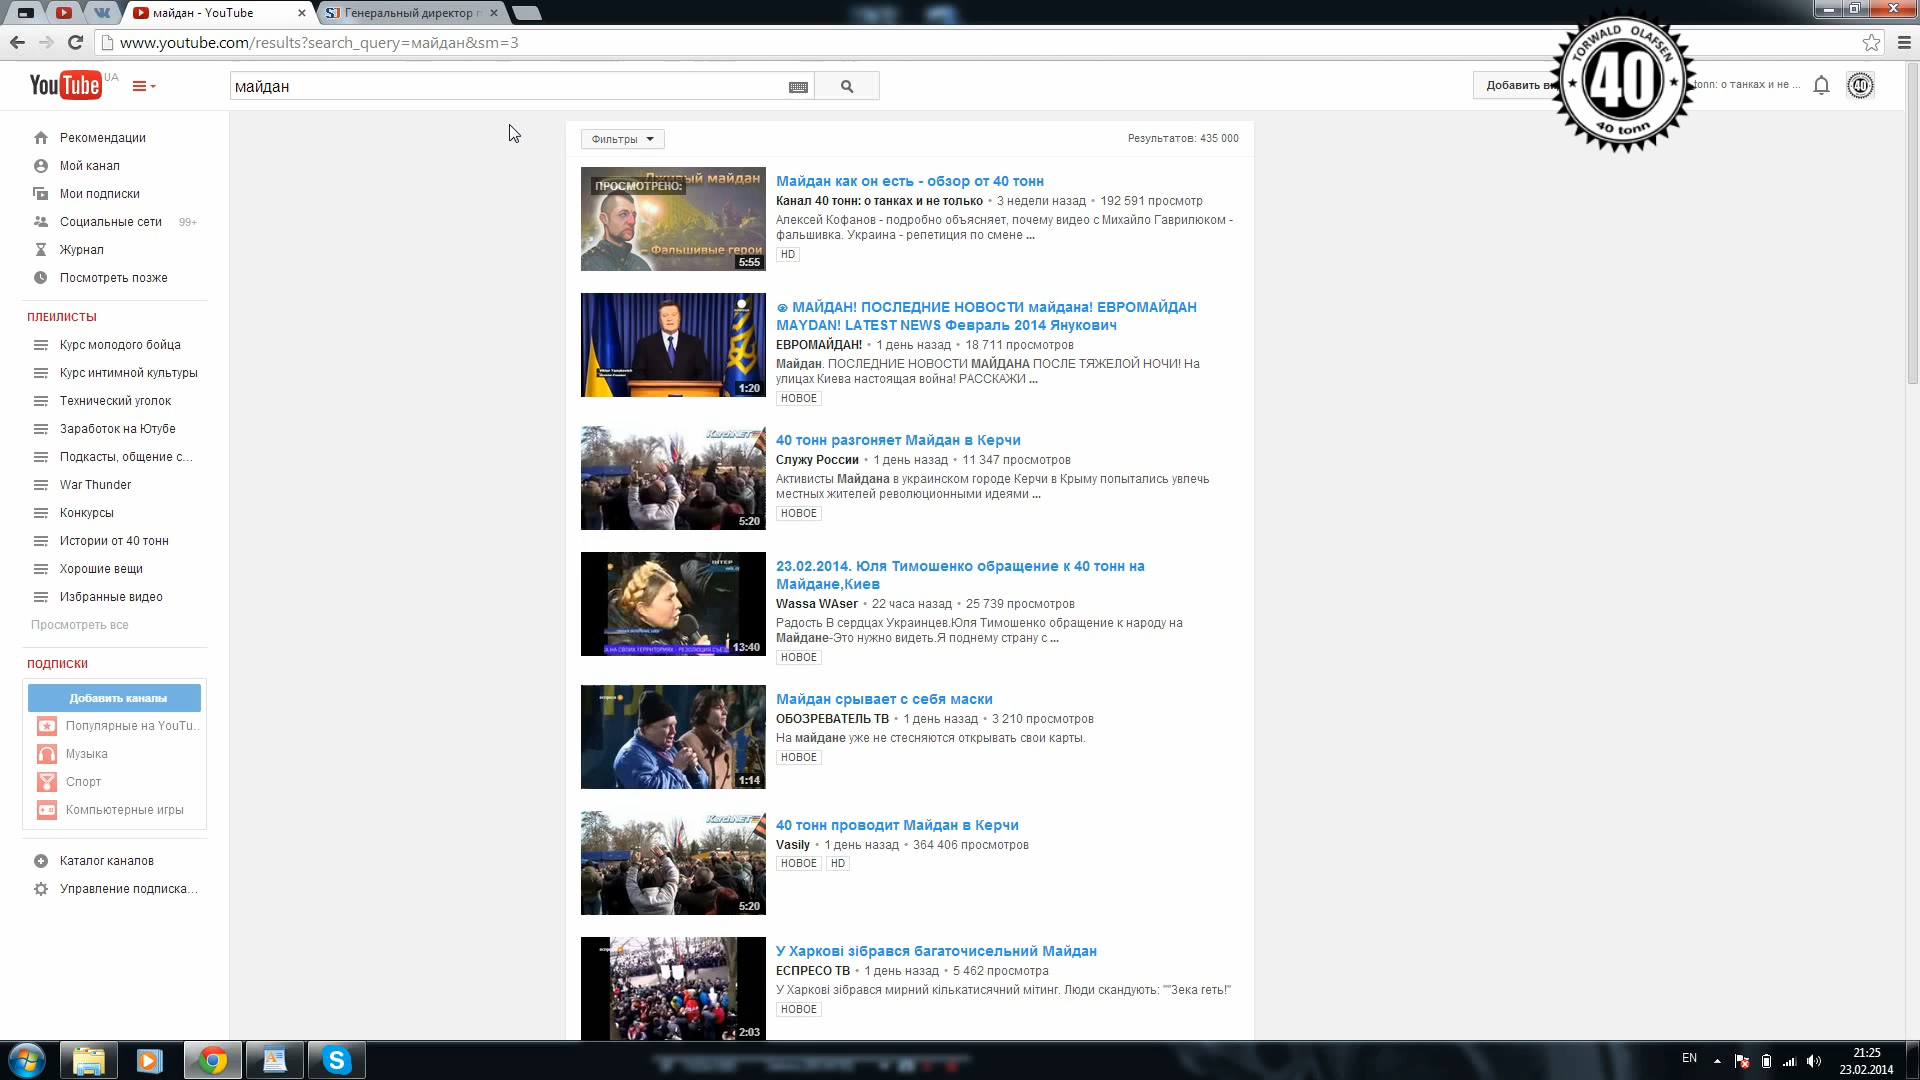 майдан - YouTube
Генеральный директор
www.youtube.com/results?search_query=майдан&sm=3
YouTube UA
майдан
Добавить
tonn: о танках и не ...
TORWALD OLAFSEN
40
40 tonn
Рекомендации
Мой канал
Мои подписки
Социальные сети 99+
Журнал
Посмотреть позже
ПЛЕЙЛИСТЫ
Курс молодого бойца
Курс интимной культуры
Технический уголок
Заработок на Ютубе
Подкасты, общение с...
War Thunder
Конкурсы
Истории от 40 тонн
Хорошие вещи
Избранные видео
Просмотреть все
ПОДПИСКИ
Добавить каналы
Популярные на YouTu...
Музыка
Спорт
Компьютерные игры
Каталог каналов
Управление подписка...
Фильтры
Результатов: 435 000
ПРОСМОТРЕНО:
майдан
– Фальшивые герои
5:55
Майдан как он есть - обзор от 40 тонн
Канал 40 тонн: о танках и не только • 3 недели назад • 192 591 просмотр
Алексей Кофанов - подробно объясняет, почему видео с Михайло Гаврилюком -
фальшивка. Украина - репетиция по смене ...
HD
1:20
๏ МАЙДАН! ПОСЛЕДНИЕ НОВОСТИ майдана! ЕВРОМАЙДАН
MAYDAN! LATEST NEWS Февраль 2014 Янукович
ЕВРОМАЙДАН! • 1 день назад • 18 711 просмотров
Майдан. ПОСЛЕДНИЕ НОВОСТИ МАЙДАНА ПОСЛЕ ТЯЖЕЛОЙ НОЧИ! На
улицах Киева настоящая война! РАССКАЖИ ...
НОВОЕ
KerchNET
5:20
40 тонн разгоняет Майдан в Керчи
Служу России • 1 день назад • 11 347 просмотров
Активисты Майдана в украинском городе Керчи в Крыму попытались увлечь
местных жителей революционными идеями ...
НОВОЕ
ІНТЕР
А НА СВОИХ ТЕРРИТОРИЯХ - РЕЗОЛЮЦИЯ СЪЕЗ
13:40
23.02.2014. Юля Тимошенко обращение к 40 тонн на
Майдане,Киев
Wassa WAser • 22 часа назад • 25 739 просмотров
Радость В сердцах Украинцев.Юля Тимошенко обращение к народу на
Майдане-Это нужно видеть.Я подниму страну с ...
НОВОЕ
1:14
Майдан срывает с себя маски
ОБОЗРЕВАТЕЛЬ ТВ • 1 день назад • 3 210 просмотров
На майдане уже не стесняются открывать свои карты.
НОВОЕ
KerchNET
5:20
40 тонн проводит Майдан в Керчи
Vasily • 1 день назад • 364 406 просмотров
НОВОЕ HD
2:03
У Харкові зібрався багаточисельний Майдан
ЕСПРЕСО ТВ • 1 день назад • 5 462 просмотра
У Харкові зібрався мирний кількатисячний мітинг. Люди скандують: ""Зека геть!"
НОВОЕ
EN
21:25
23.02.2014